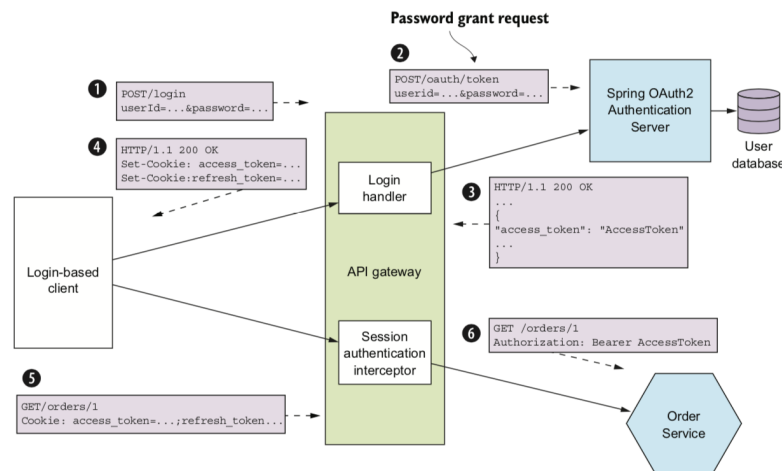 Password grant request
1
POST/login
userId=...&password=...
2
POST/oauth/token
userid=...&password=...
Spring OAuth2
Authentication
Server
User
database
4
HTTP/1.1 200 OK
Set-Cookie: access_token=...
Set-Cookie:refresh_token=...
Login
handler
3
HTTP/1.1 200 OK
...
{
"access_token": "AccessToken"
...
}
Login-based
client
API gateway
Session
authentication
interceptor
6
GET /orders/1
Authorization: Bearer AccessToken
5
GET/orders/1
Cookie: access_token=...;refresh_token...
Order
Service